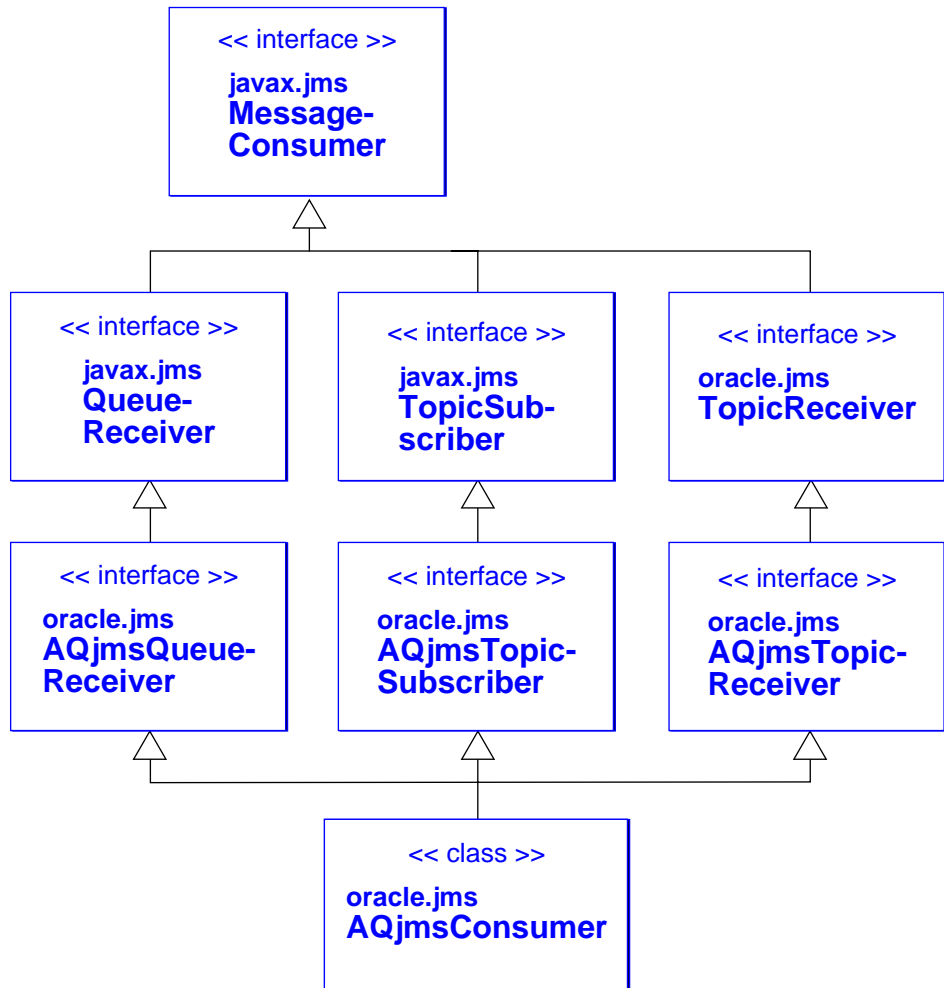 << interface >>
javax.jms
Message-
Consumer
<< interface >>
javax.jms
Queue-
Receiver
<< interface >>
javax.jms
TopicSub-
scriber
<< interface >>
oracle.jms
TopicReceiver
<< interface >>
oracle.jms
AQjmsQueue-
Receiver
<< interface >>
oracle.jms
AQjmsTopic-
Subscriber
<< interface >>
oracle.jms
AQjmsTopic-
Receiver
<< class >>
oracle.jms
AQjmsConsumer